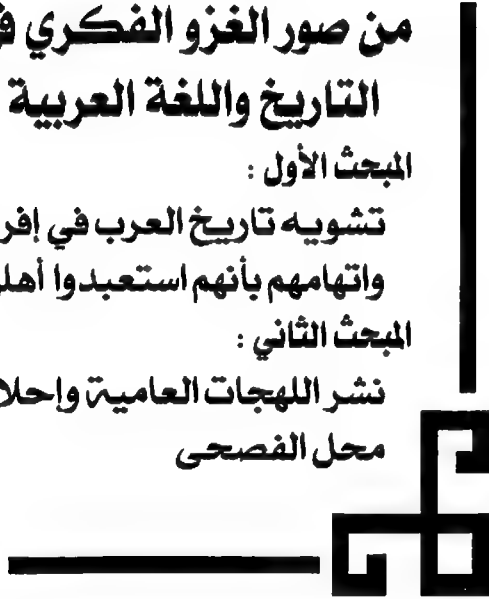 من صور الغزو الفكري
التاريخ واللغة العربية
المبحث الأول :
تشويه تاريخ العرب في
واتهامهم بأنهم استعبدوا
المبحث الثاني :
نشر اللهجات العامية
محل الفصحى